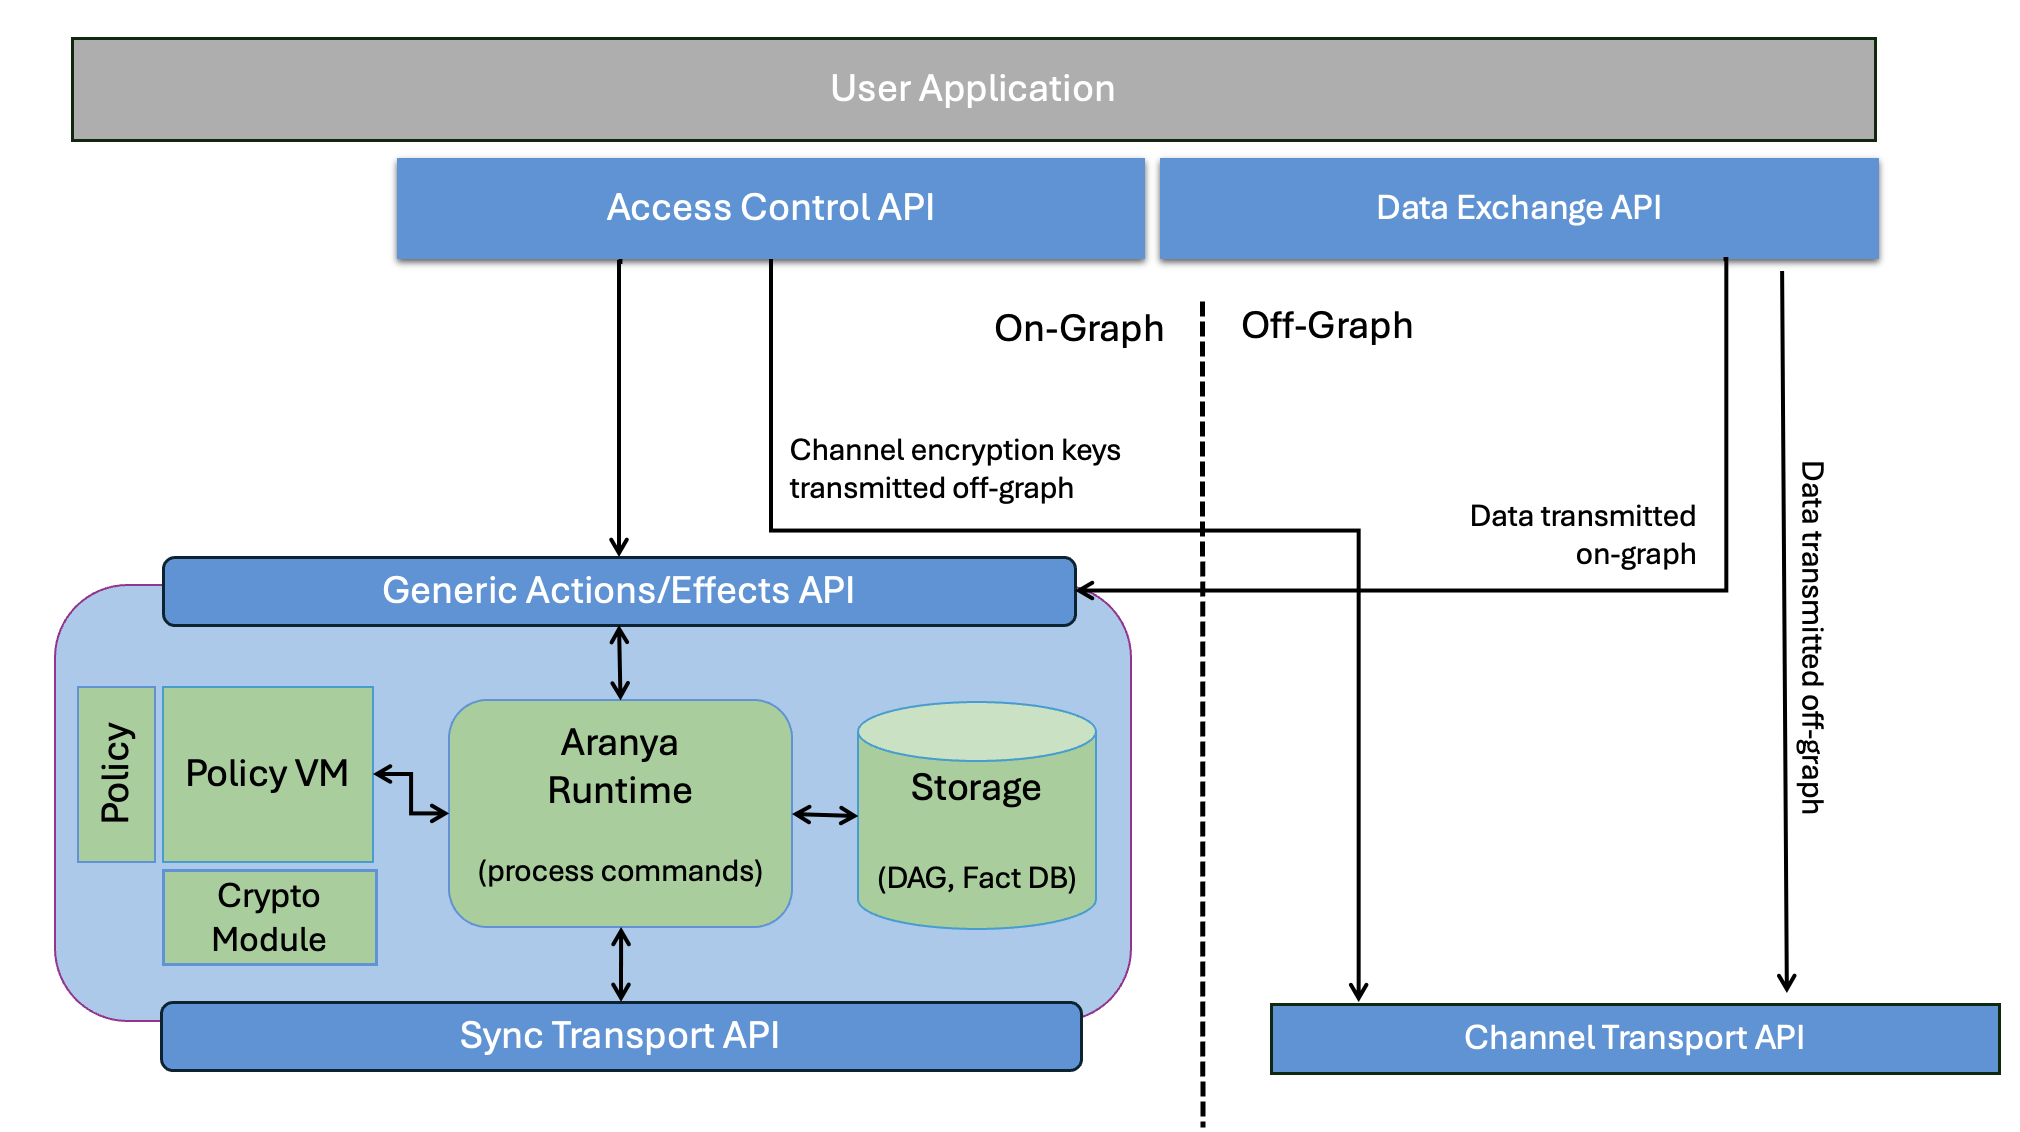 User Application
Access Control API
Data Exchange API
On-Graph
Off-Graph
Channel encryption keys
transmitted off-graph
Data transmitted
on-graph
Data transmitted off-graph
Generic Actions/Effects API
Policy
Policy VM
Crypto
Module
Aranya
Runtime
(process commands)
Storage
(DAG, Fact DB)
Sync Transport API
Channel Transport API